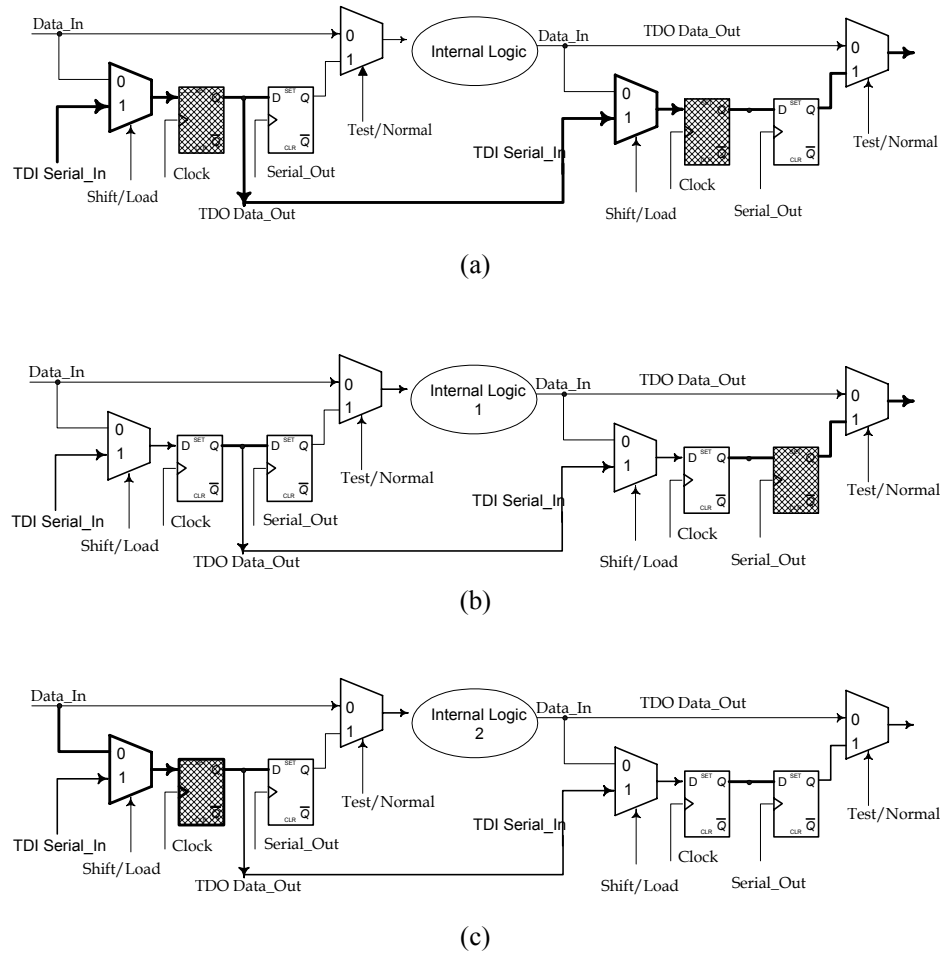 Data_In
0
1
Internal Logic
Data_In
TDO Data_Out
0
1
0
1
SET
Q
Q
D
SET
Q
Q
CLR
0
1
SET
Q
Q
D
SET
Q
Q
CLR
TDI Serial_In
Shift/Load
Clock
Serial_Out
Test/Normal
TDO Data_Out
TDI Serial_In
Shift/Load
Clock
Serial_Out
Test/Normal
(a)
Data_In
0
1
Internal Logic
1
Data_In
TDO Data_Out
0
1
0
1
D
SET
Q
Q
CLR
D
SET
Q
Q
CLR
0
1
D
SET
Q
Q
CLR
D
SET
Q
Q
TDI Serial_In
Shift/Load
Clock
Serial_Out
Test/Normal
TDO Data_Out
TDI Serial_In
Shift/Load
Clock
Serial_Out
Test/Normal
(b)
Data_In
0
1
Internal Logic
2
Data_In
TDO Data_Out
0
1
0
1
SET
Q
Q
D
SET
Q
Q
CLR
0
1
D
SET
Q
Q
CLR
D
SET
Q
Q
CLR
TDI Serial_In
Shift/Load
Clock
Serial_Out
Test/Normal
TDO Data_Out
TDI Serial_In
Shift/Load
Clock
Serial_Out
Test/Normal
(c)